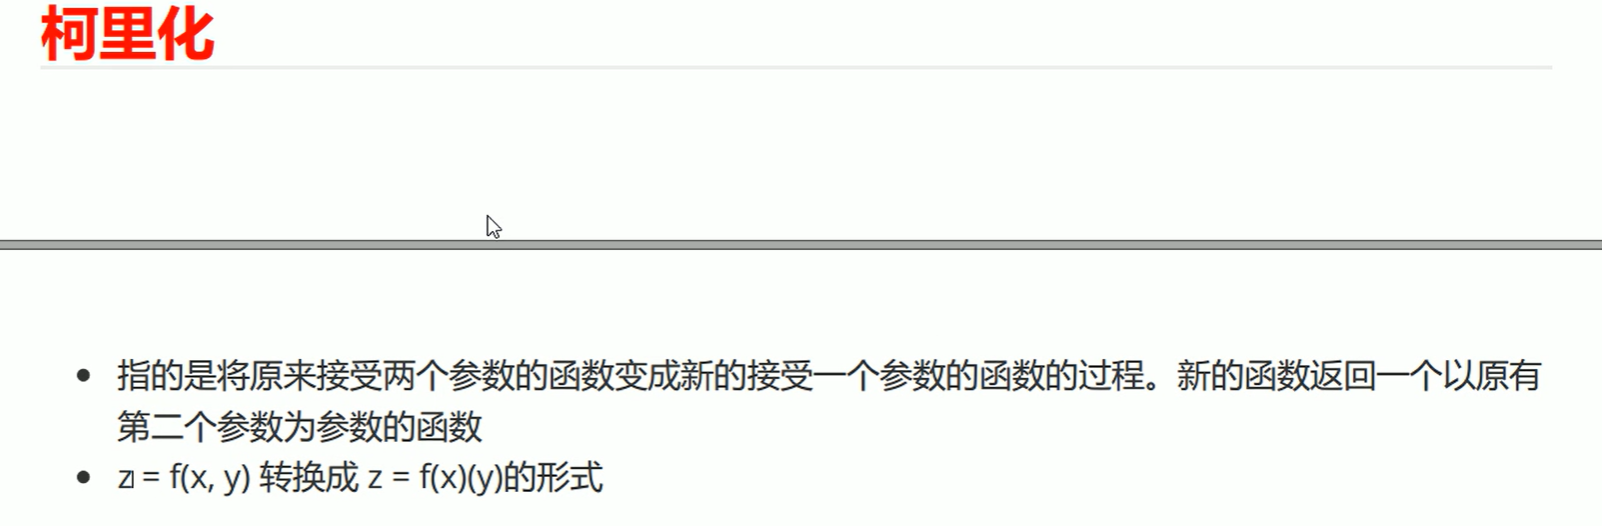 柯里化
指的是将原来接受两个参数的函数变成新的接受一个参数的函数的过程。新的函数返回一个以原有
第二个参数为参数的函数
z = f(x, y) 转换成 z = f(x)(y)的形式